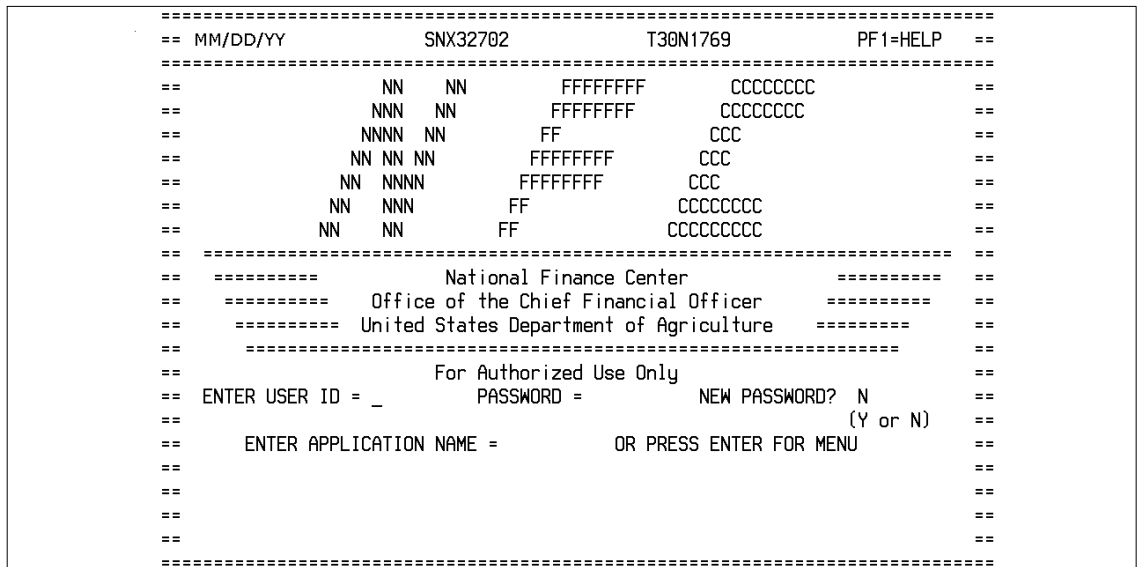 ==============================================================================
== MM/DD/YY SNX32702 T30N1769 PF1=HELP ==
==============================================================================
== NN NN FFFFFFFF CCCCCCCC ==
== NNN NN FFFFFFFF CCCCCCCC ==
== NNNN NN FF CCC ==
== NN NN NN FFFFFFFF CCC ==
== NN NNNN FFFFFFFF CCC ==
== NN NNN FF CCCCCCCC ==
== NN NN FF CCCCCCCCC ==
== ====================================================================== ==
== ========== National Finance Center ========== ==
== ========== Office of the Chief Financial Officer ========== ==
== ========== United States Department of Agriculture ========= ==
== ============================================================= ==
== For Authorized Use Only ==
== ENTER USER ID = _ PASSWORD = NEW PASSWORD? N ==
== (Y or N) ==
== ENTER APPLICATION NAME = OR PRESS ENTER FOR MENU ==
== ==
== ==
== ==
== ==
==============================================================================